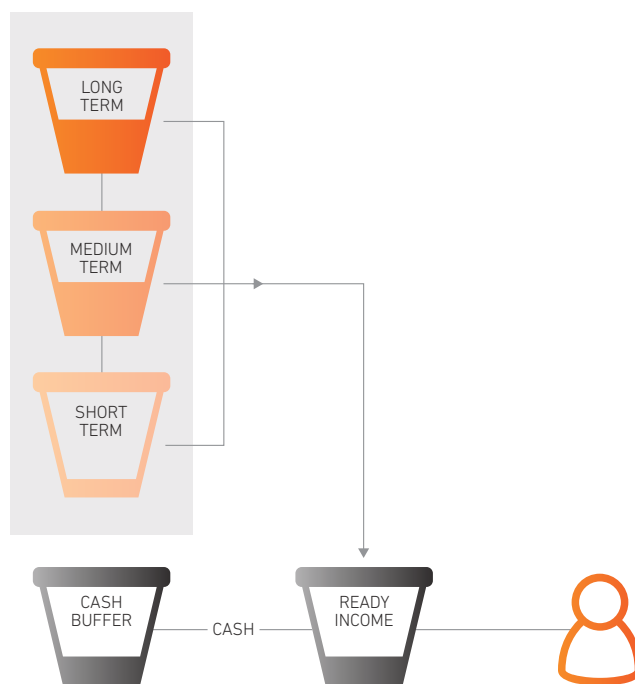 LONG
TERM
MEDIUM
TERM
SHORT
TERM
CASH
BUFFER
CASH
READY
INCOME